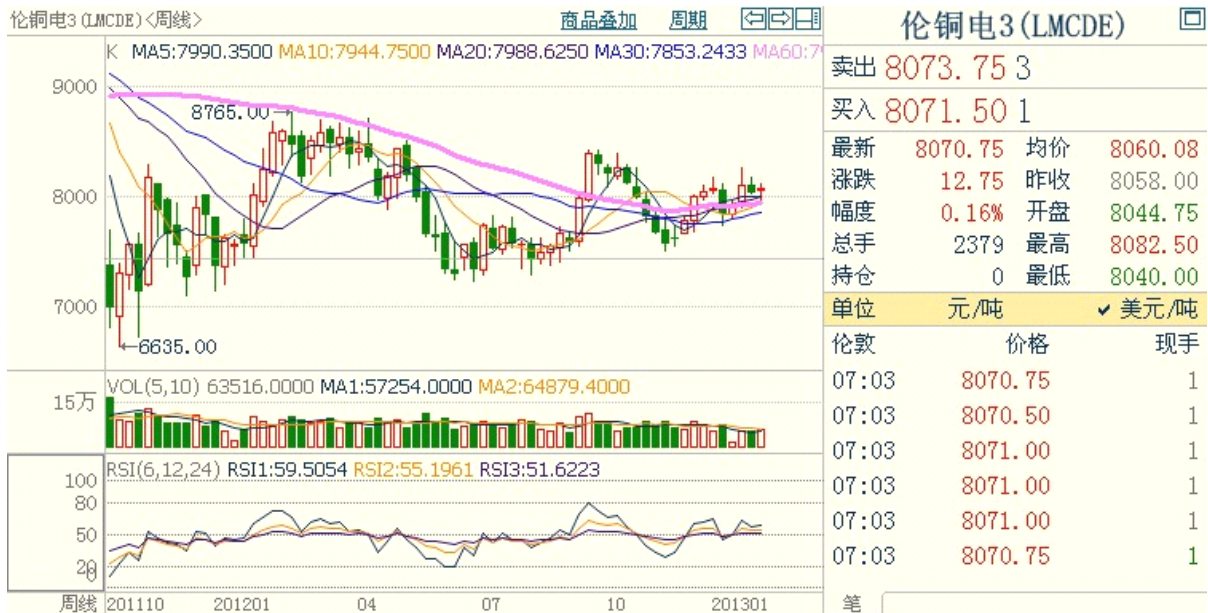 伦铜电3(LMCDE)<周线>
商品叠加 周期
K MA5:7990.3500 MA10:7944.7500 MA20:7988.6250 MA30:7853.2433 MA60:7
9000
8765.00
8000
7000
6635.00
VOL(5,10) 63516.0000 MA1:57254.0000 MA2:64879.4000
15万
RSI(6,12,24) RSI1:59.5054 RSI2:55.1961 RSI3:51.6223
100
80
50
20
0
周线 201110 201201 04 07 10 201301
伦铜电3(LMCDE)
卖出 8073.75 3
买入 8071.50 1
最新 8070.75 均价 8060.08
涨跌 12.75 昨收 8058.00
幅度 0.16% 开盘 8044.75
总手 2379 最高 8082.50
持仓 0 最低 8040.00
单位 元/吨 ✓ 美元/吨
伦敦 价格 现手
07:03 8070.75 1
07:03 8070.50 1
07:03 8071.00 1
07:03 8071.00 1
07:03 8071.00 1
07:03 8070.75 1
笔